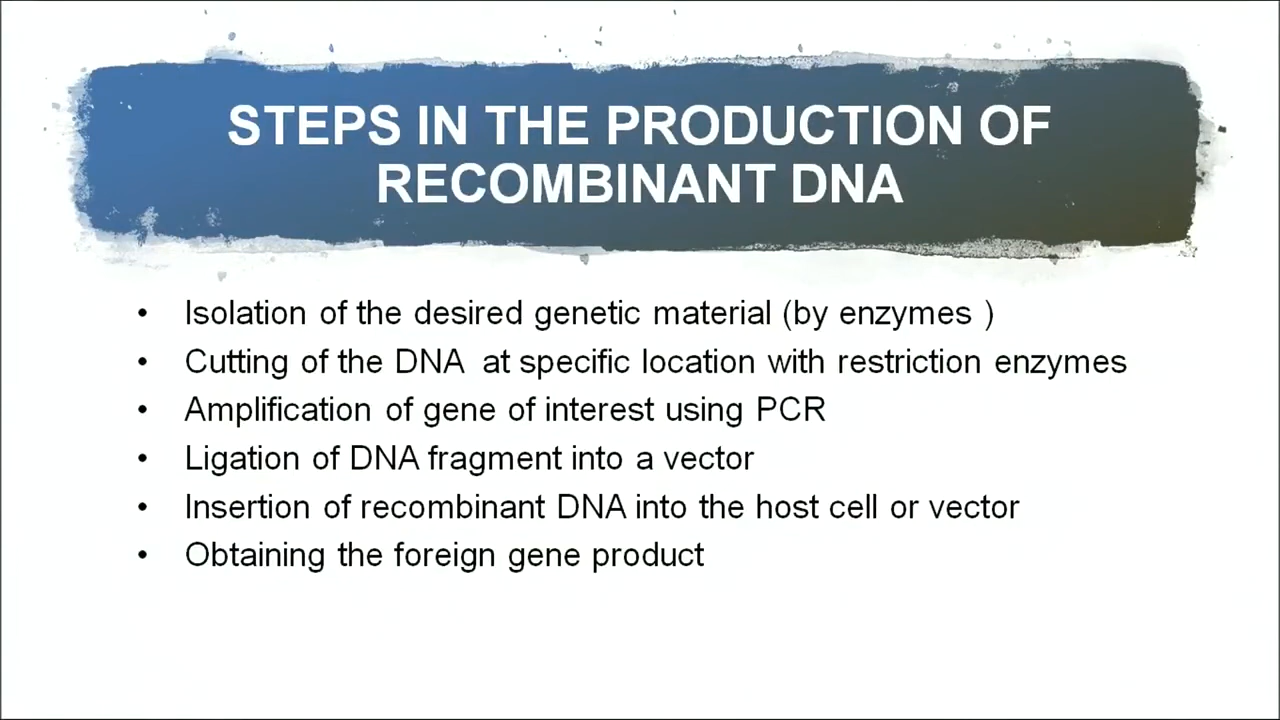 STEPS IN THE PRODUCTION OF
RECOMBINANT DNA
• Isolation of the desired genetic material (by enzymes )
• Cutting of the DNA at specific location with restriction enzymes
• Amplification of gene of interest using PCR
• Ligation of DNA fragment into a vector
• Insertion of recombinant DNA into the host cell or vector
• Obtaining the foreign gene product